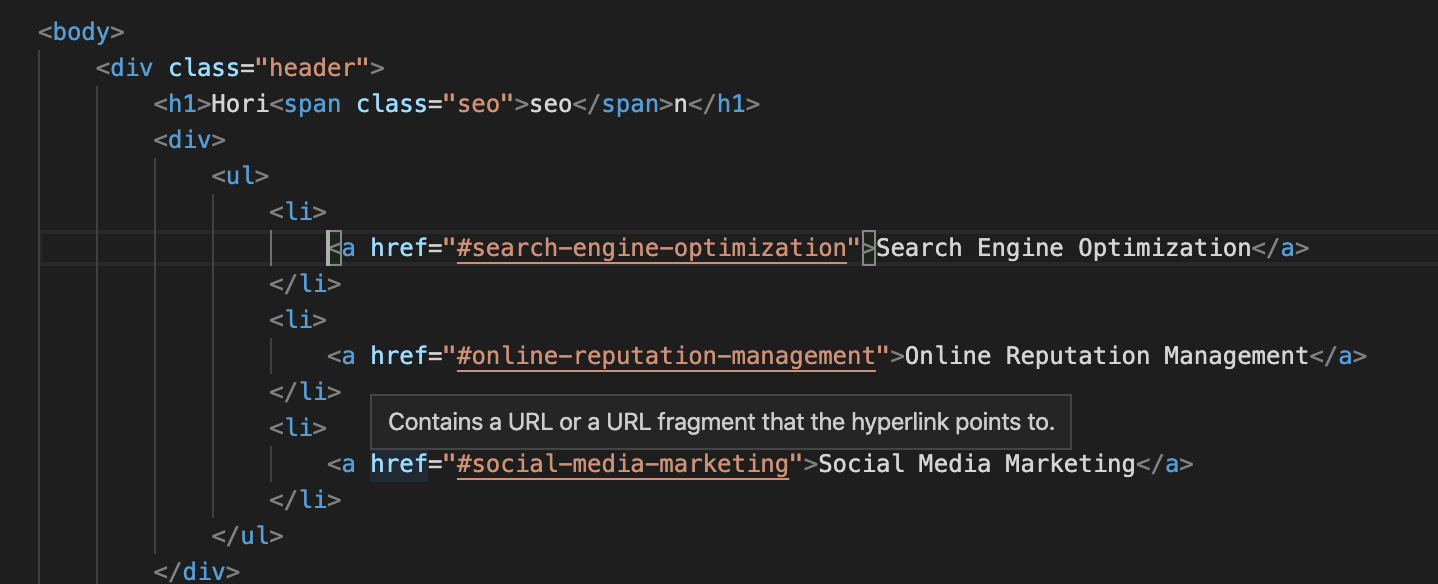 <body>
<div class="header">
<h1>Hori<span class="seo">seo</span>n</h1>
<div>
<ul>
<li>
<a href="#search-engine-optimization">Search Engine Optimization</a>
</li>
<li>
<a href="#online-reputation-management">Online Reputation Management</a>
</li>
<li>
Contains a URL or a URL fragment that the hyperlink points to.
<a href="#social-media-marketing">Social Media Marketing</a>
</li>
</ul>
</div>